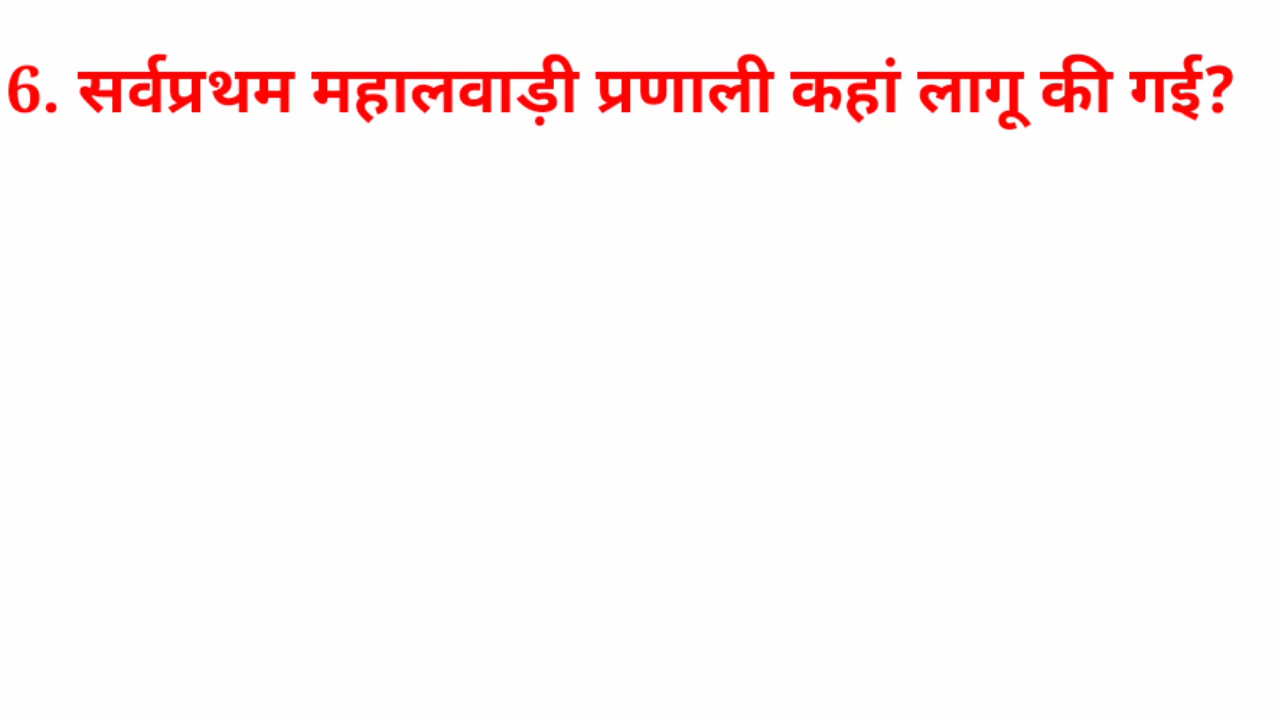 6. सर्वप्रथम महालवाड़ी प्रणाली कहां लागू की गई?